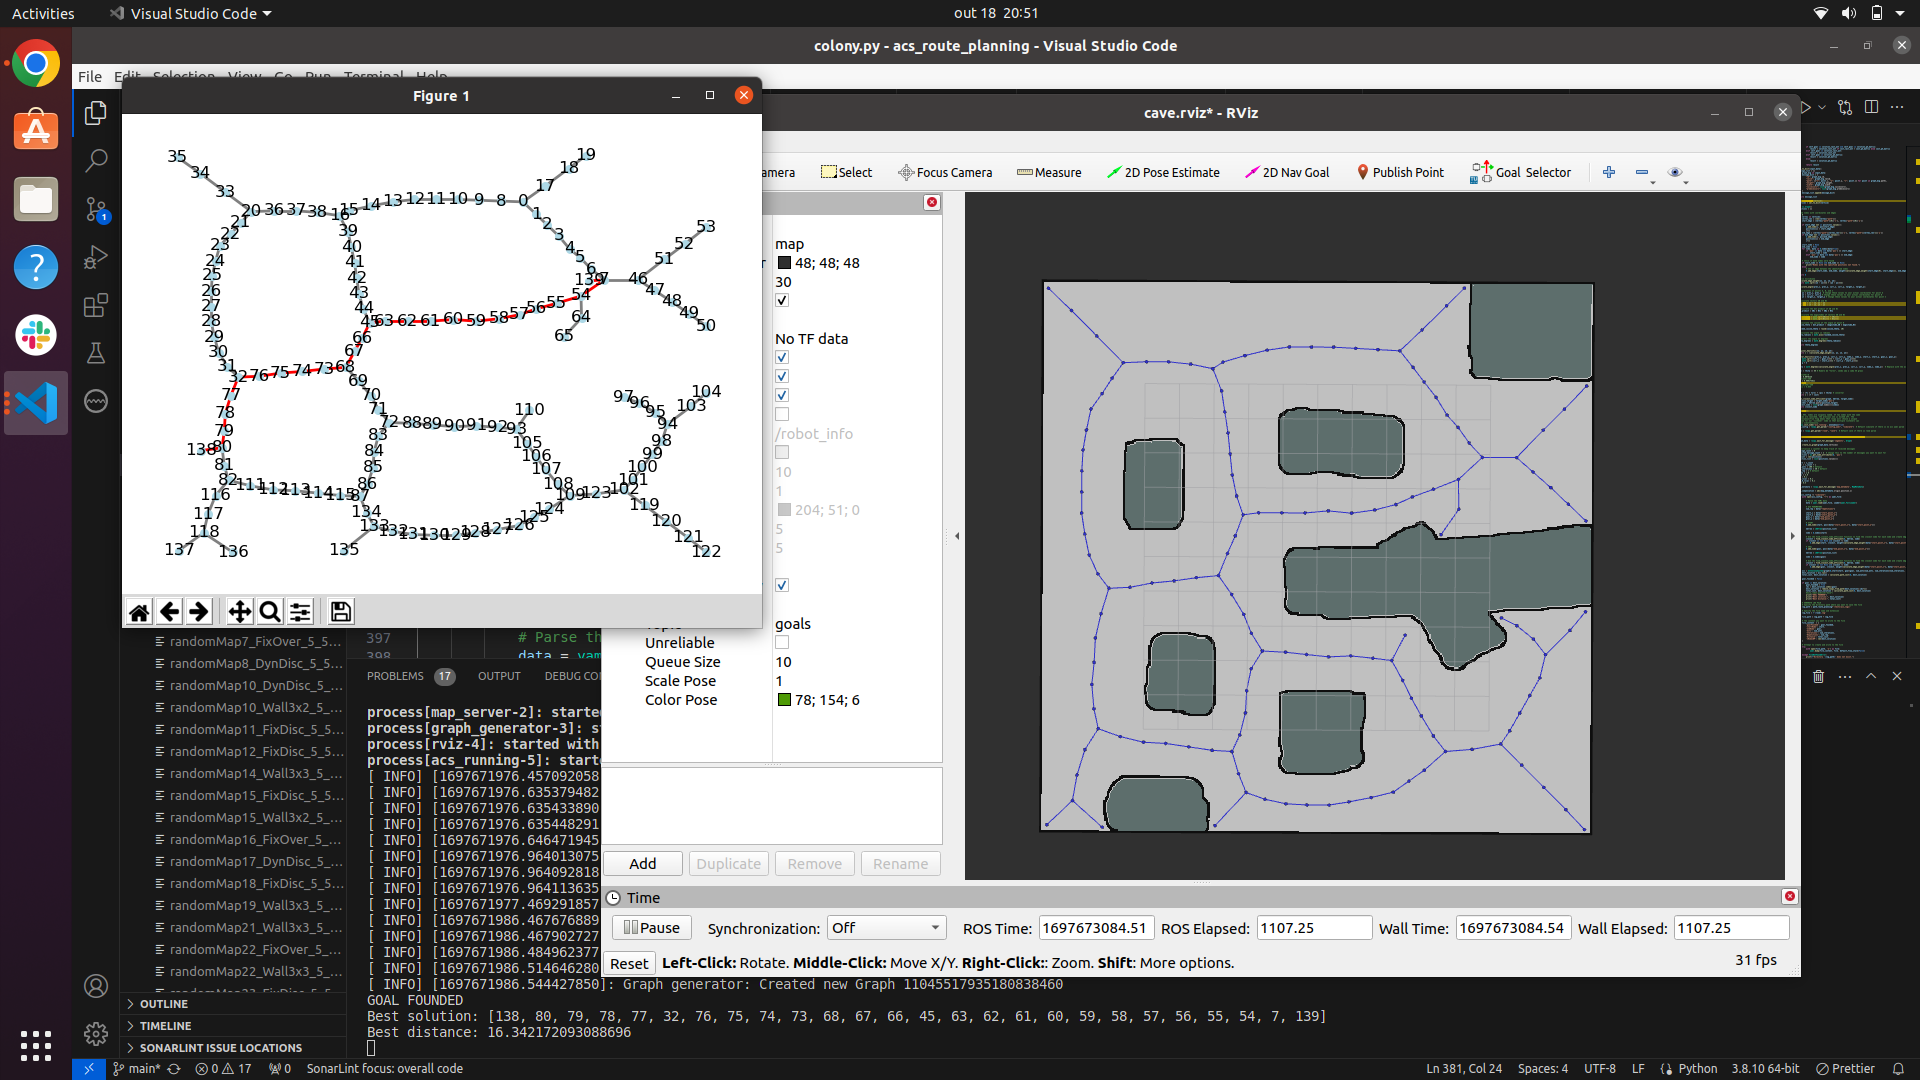 Activities
Visual Studio Code
out 18 20:51
colony.py - acs_route_planning - Visual Studio Code
File Edit Selection View Go Run Terminal Help
Figure 1
35
34
33
20 36 37 38 16 15 14 13 12 11 10 9 8 0
17
18
19
1
2
3
4
5
6
139 7
46
47
48
49
50
51
52
53
21
22
23
24
25
26
27
28
29
30
31
32 76 75 74 73 68
39
40
41
42
43
44
45 63 62 61 60 59 58 57 56 55 54
64
65
66
67
69
70
71
72 88 89 90 91 92 93
110
77
78
79
138 80
81
82 111 112 113 114 115 87
83
84
85
86
97 96 95 94
103
104
98
99
100
101
102
105
106
107
108
109 123
116
117
118
137
136
134
133 132 131 130 129 128 127 126 125 124
135
119
120
121
122
cave.rviz* - RViz
amera
Select
Focus Camera
Measure
2D Pose Estimate
2D Nav Goal
Publish Point
Goal Selector
map
48; 48; 48
30
No TF data
/robot_info
10
1
204; 51; 0
5
5
goals
Unreliable
Queue Size 10
Scale Pose 1
Color Pose 78; 154; 6
Add
Duplicate
Remove
Rename
Time
Pause
Synchronization: Off
ROS Time: 1697673084.51
ROS Elapsed: 1107.25
Wall Time: 1697673084.54
Wall Elapsed: 1107.25
Reset
Left-Click: Rotate. Middle-Click: Move X/Y. Right-Click:: Zoom. Shift: More options.
31 fps
randomMap7_FixOver_5_5...
randomMap8_DynDisc_5_5...
randomMap10_DynDisc_5_...
randomMap10_Wall3x2_5_...
randomMap11_FixDisc_5_5...
randomMap12_FixDisc_5_5...
randomMap14_Wall3x3_5_...
randomMap15_FixDisc_5_5...
randomMap15_Wall3x2_5_...
randomMap16_FixOver_5_...
randomMap17_DynDisc_5_...
randomMap18_FixDisc_5_5...
randomMap19_Wall3x3_5_...
randomMap21_Wall3x3_5_...
randomMap22_FixOver_5_...
randomMap22_Wall3x3_5_...
OUTLINE
TIMELINE
SONARLINT ISSUE LOCATIONS
397 # Parse th
398 data = yam
PROBLEMS 17 OUTPUT DEBUG CO
process[map_server-2]: starte
process[graph_generator-3]: s
process[rviz-4]: started with
process[acs_running-5]: start
[ INFO] [1697671976.457092058
[ INFO] [1697671976.635379482
[ INFO] [1697671976.635433890
[ INFO] [1697671976.635448291
[ INFO] [1697671976.646471945
[ INFO] [1697671976.964013075
[ INFO] [1697671976.964092818
[ INFO] [1697671976.964113635
[ INFO] [1697671977.469291857
[ INFO] [1697671986.467676889
[ INFO] [1697671986.467902727
[ INFO] [1697671986.484962377
[ INFO] [1697671986.514646280
[ INFO] [1697671986.544427850]: Graph generator: Created new Graph 11045517935180838460
GOAL FOUNDED
Best solution: [138, 80, 79, 78, 77, 32, 76, 75, 74, 73, 68, 67, 66, 45, 63, 62, 61, 60, 59, 58, 57, 56, 55, 54, 7, 139]
Best distance: 16.342172093088696
main*
0 17
0
SonarLint focus: overall code
Ln 381, Col 24
Spaces: 4
UTF-8
LF
Python
3.8.10 64-bit
Prettier